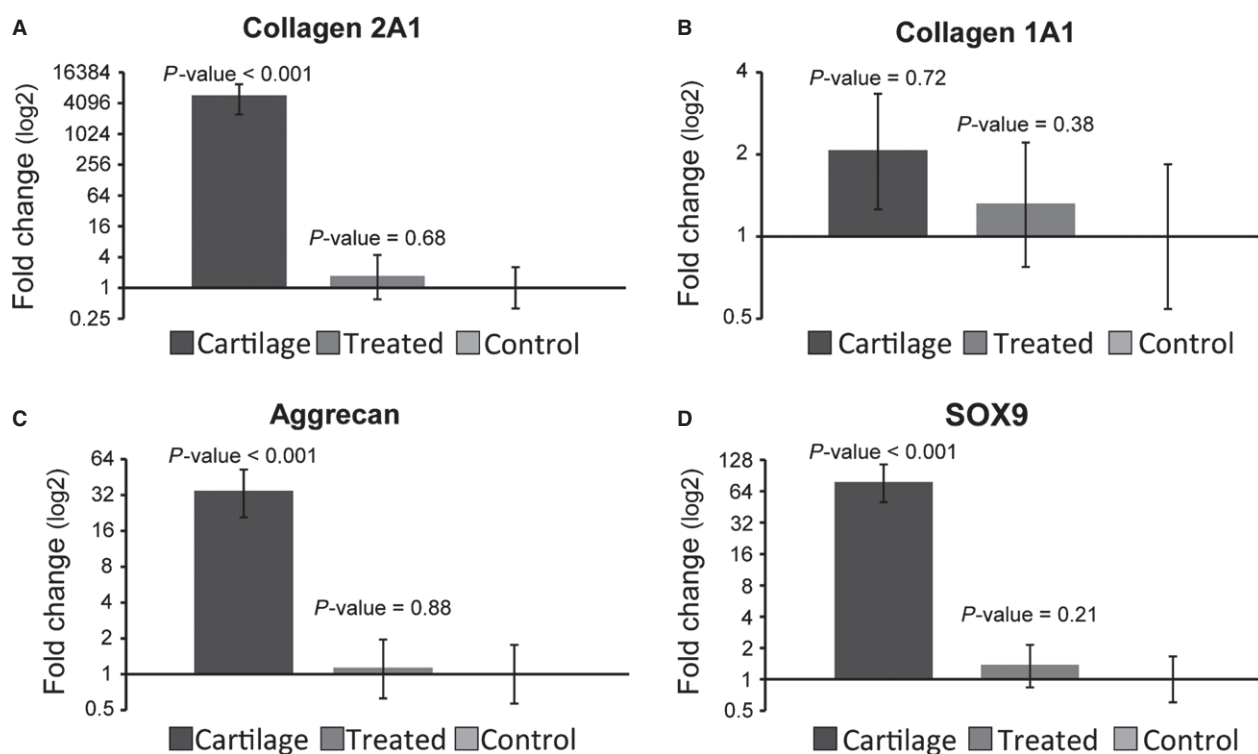 A
Collagen 2A1
Fold change (log2)
16384
4096
1024
256
64
16
4
1
0.25
P-value < 0.001
P-value = 0.68
Cartilage Treated Control
B
Collagen 1A1
Fold change (log2)
4
2
1
0.5
P-value = 0.72
P-value = 0.38
Cartilage Treated Control
C
Aggrecan
Fold change (log2)
64
32
16
8
4
2
1
0.5
P-value < 0.001
P-value = 0.88
Cartilage Treated Control
D
SOX9
Fold change (log2)
128
64
32
16
8
4
2
1
0.5
P-value < 0.001
P-value = 0.21
Cartilage Treated Control